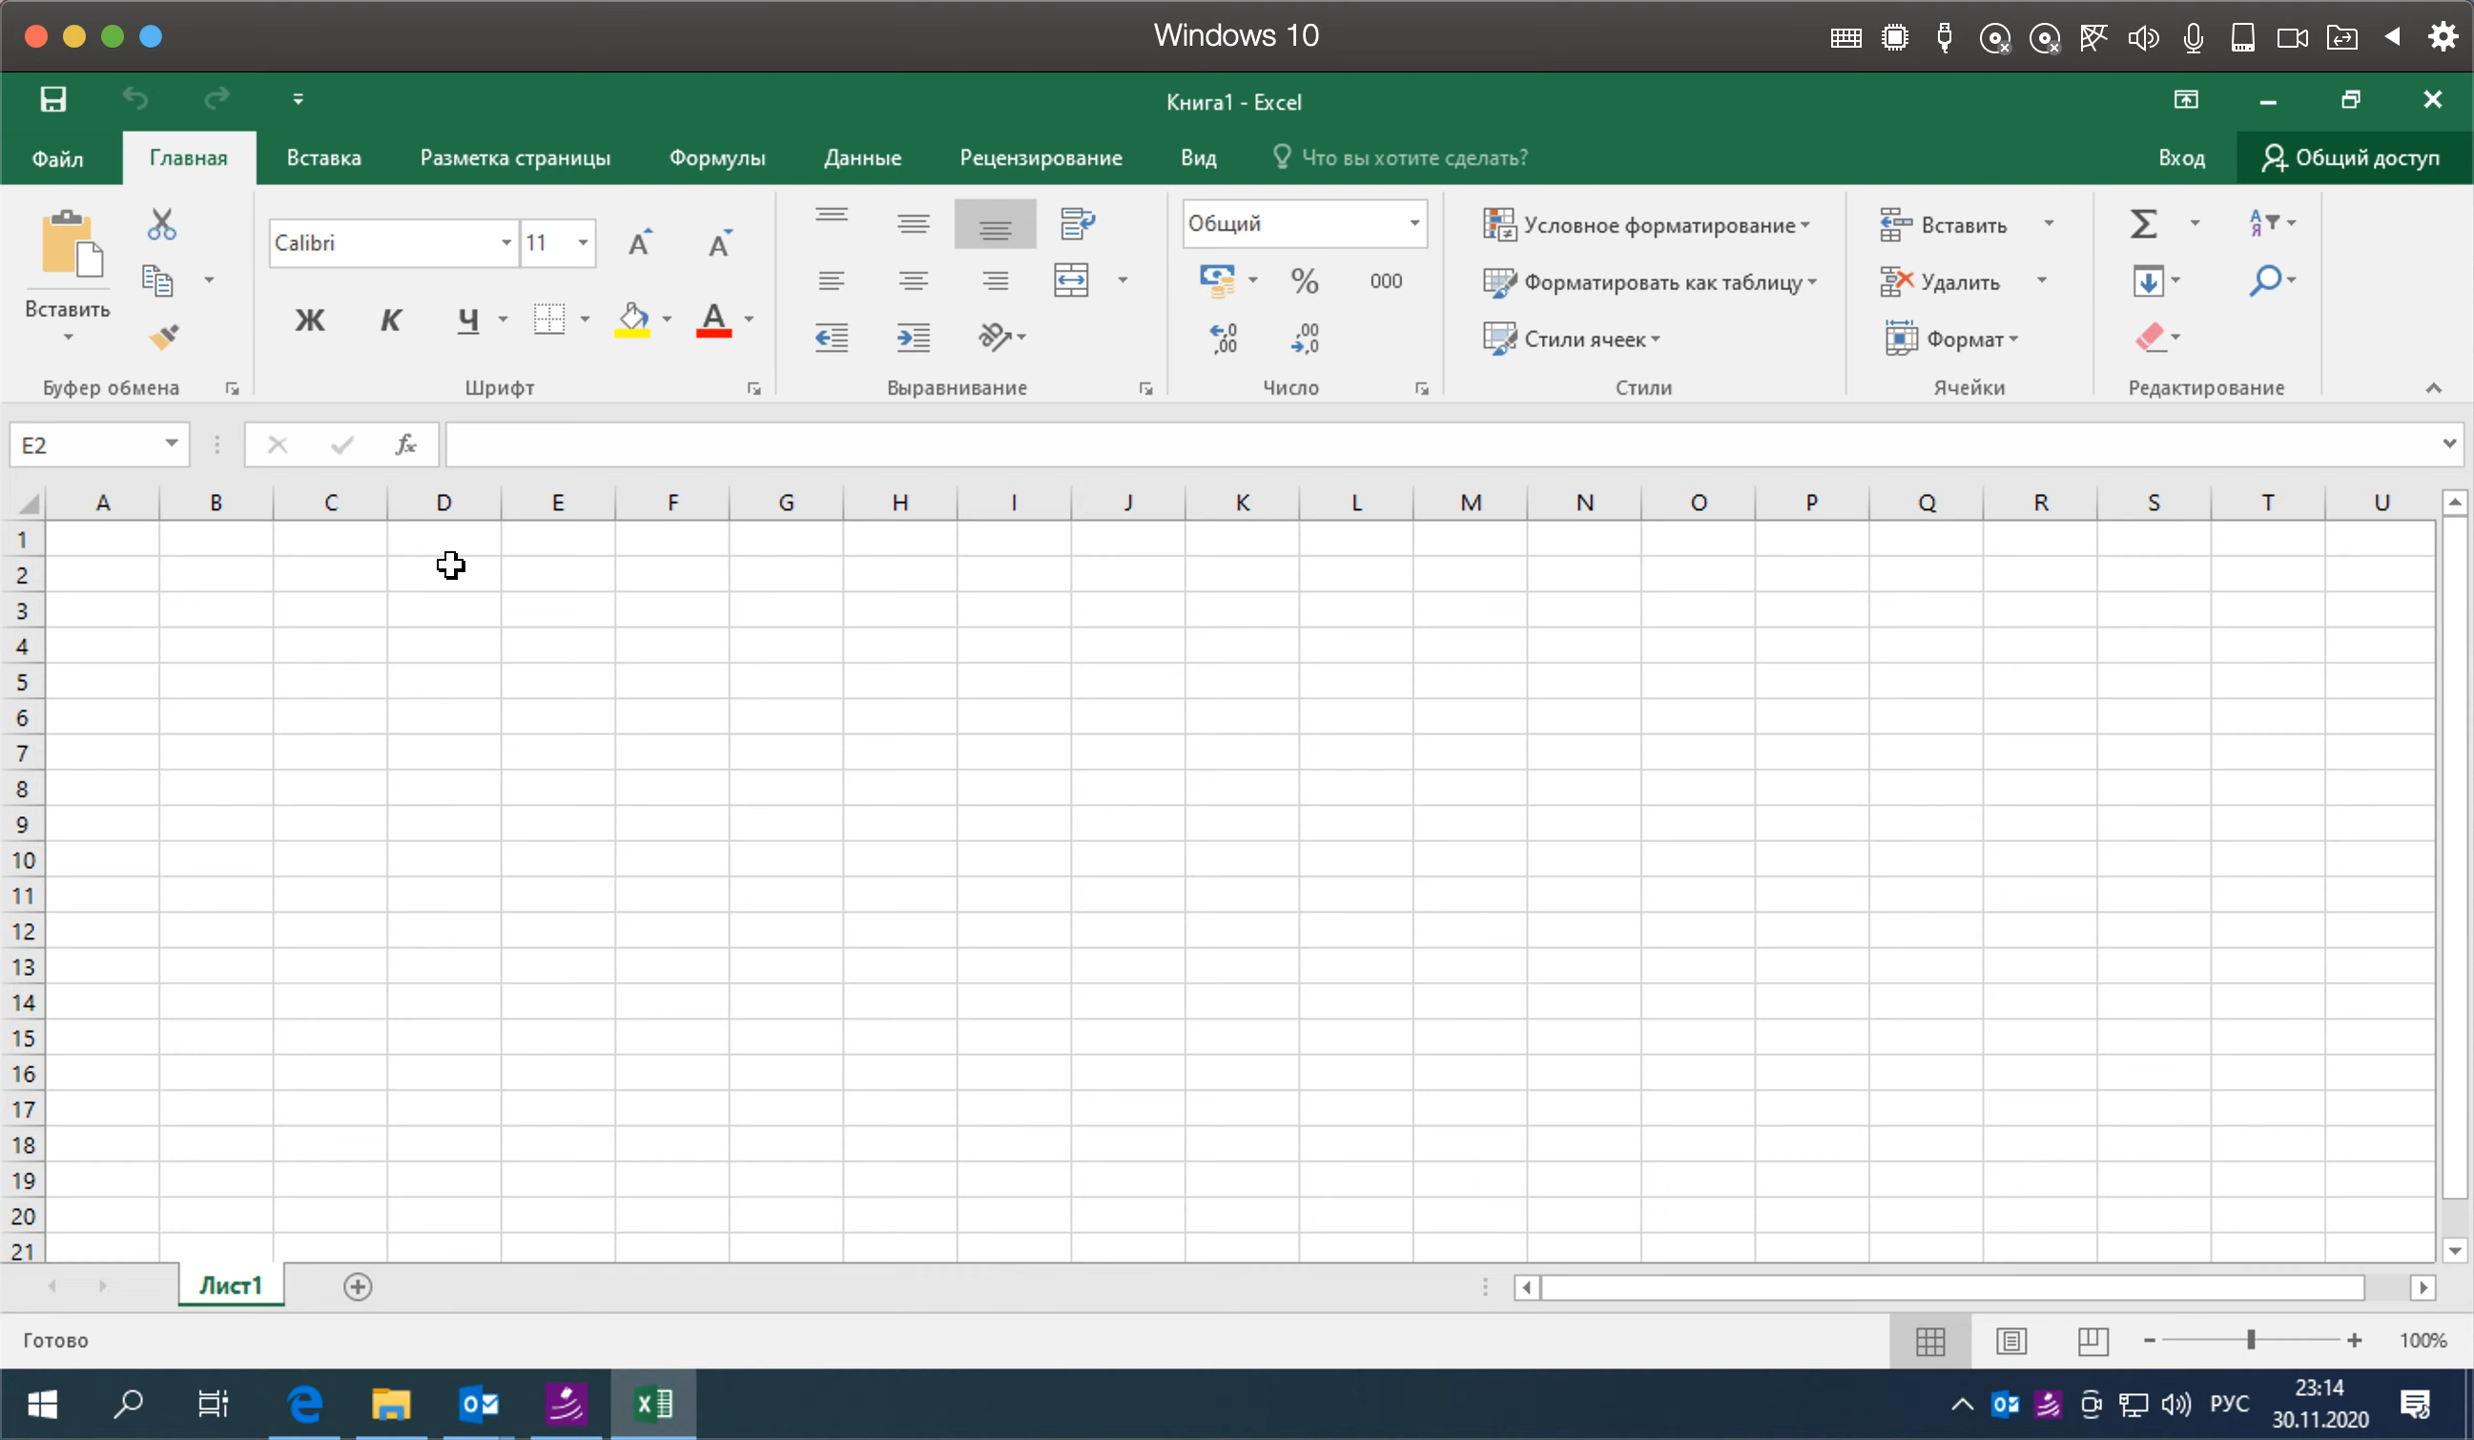 Windows 10
Книга1 - Excel
Файл Главная Вставка Разметка страницы Формулы Данные Рецензирование Вид Что вы хотите сделать? Вход Общий доступ
Вставить
Calibri 11
Ж К Ч А
Общий
% 000
Условное форматирование
Форматировать как таблицу
Стили ячеек
Вставить
Удалить
Формат
Буфер обмена Шрифт Выравнивание Число Стили Ячейки Редактирование
E2 fx
A B C D E F G H I J K L M N O P Q R S T U
1
2
3
4
5
6
7
8
9
10
11
12
13
14
15
16
17
18
19
20
21
Лист1
Готово 100%
РУС 23:14
30.11.2020